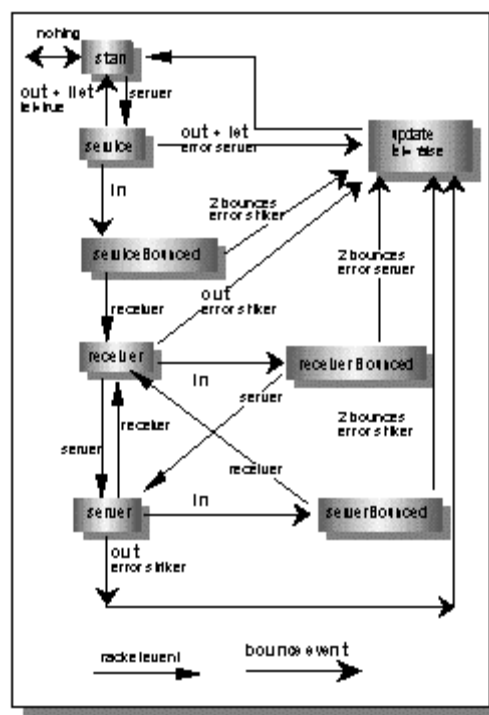 nothing
start
out + !let
let=true
server
service
out + let
error server
update
let= false
in
2 bounces
error striker
serviceBounced
out
error striker
2 bounces
error server
receiver
receiver
in
receiverBounced
server
receiver
server
2 bounces
error striker
receiver
server
in
serverBounced
out
error striker
racket event
bounce event